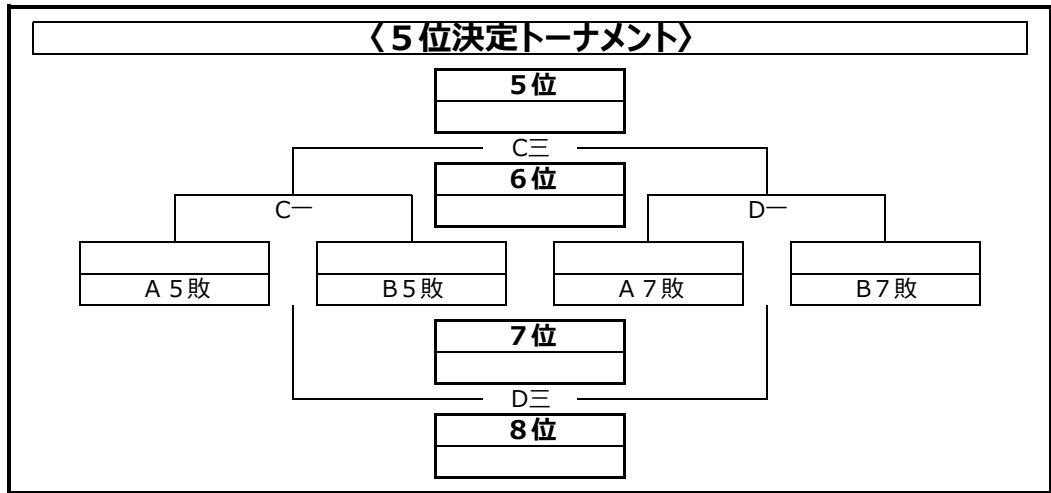 〈５位決定トーナメント〉
５位
C三
６位
C一
D一
A５敗
B５敗
A７敗
B７敗
７位
D三
８位